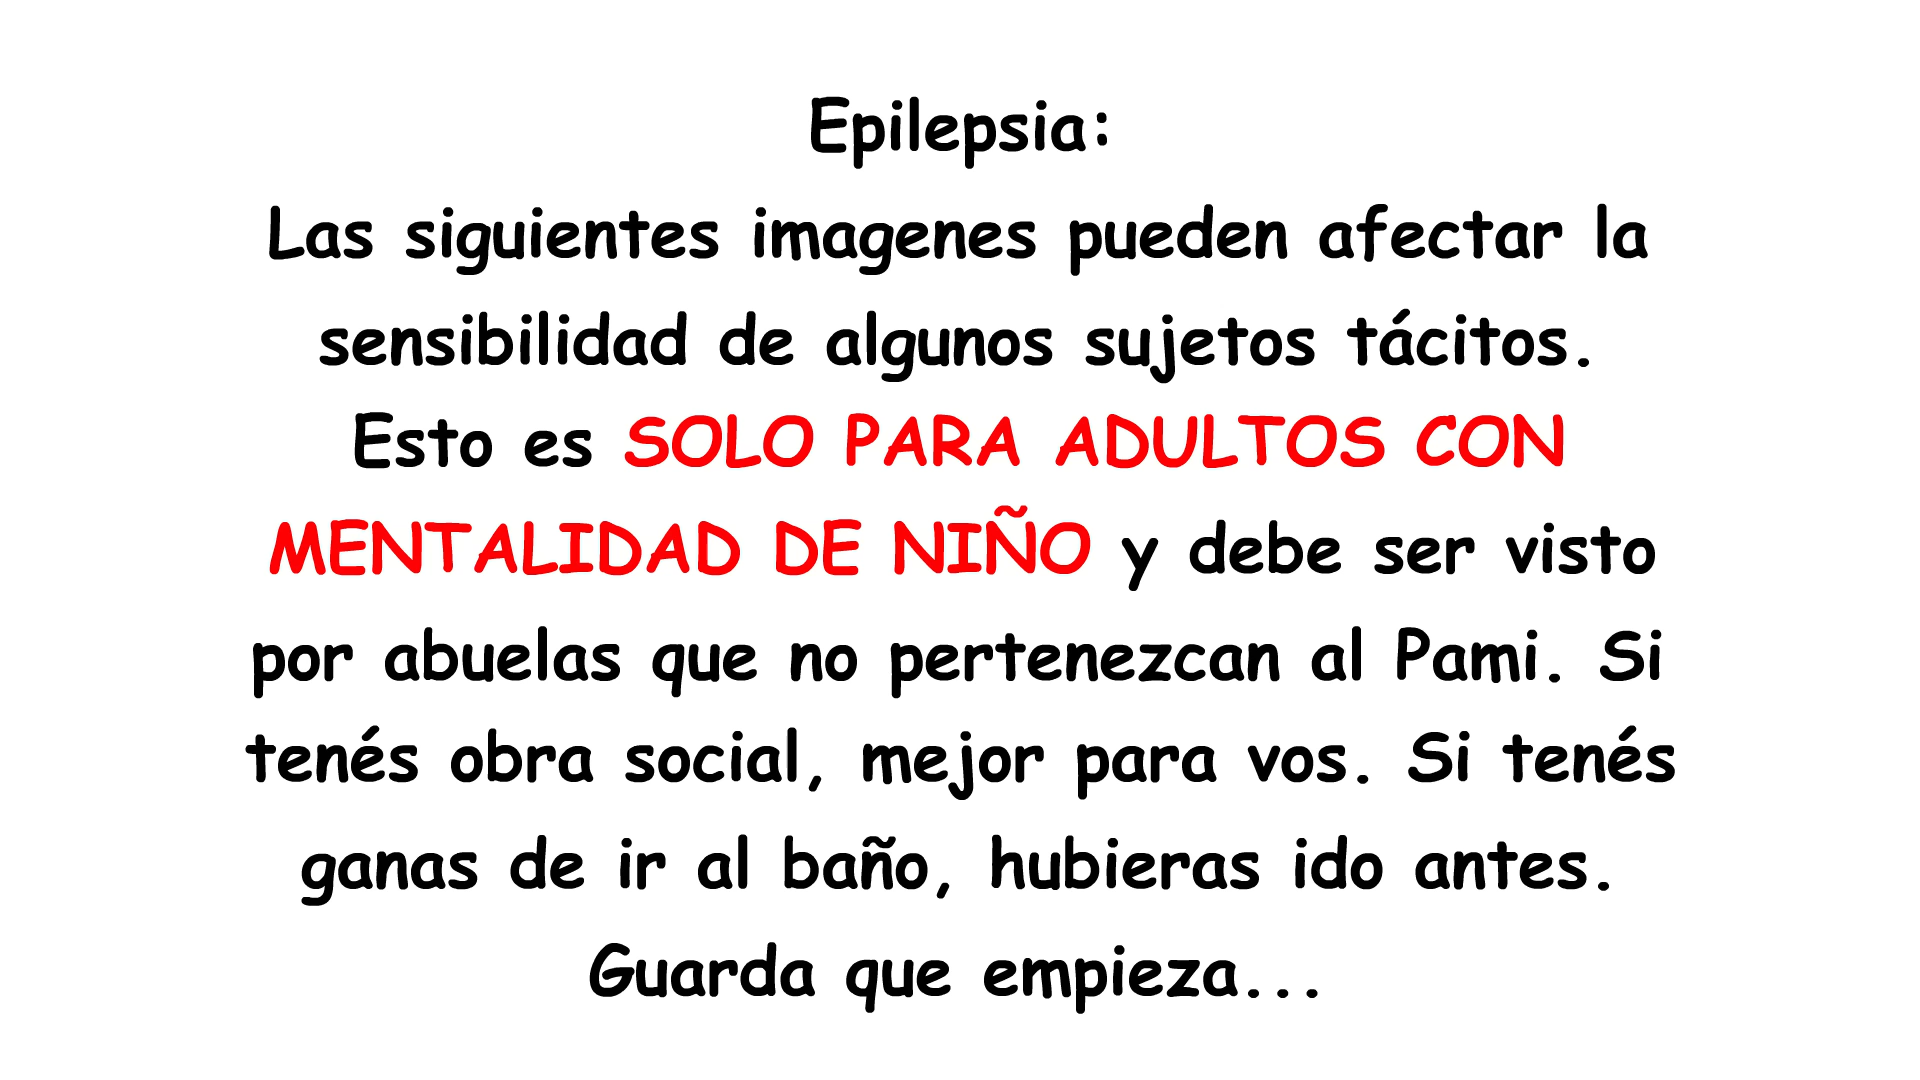 Epilepsia:
Las siguientes imagenes pueden afectar la
sensibilidad de algunos sujetos tácitos.
Esto es SOLO PARA ADULTOS CON
MENTALIDAD DE NIÑO y debe ser visto
por abuelas que no pertenezcan al Pami. Si
tenés obra social, mejor para vos. Si tenés
ganas de ir al baño, hubieras ido antes.
Guarda que empieza...